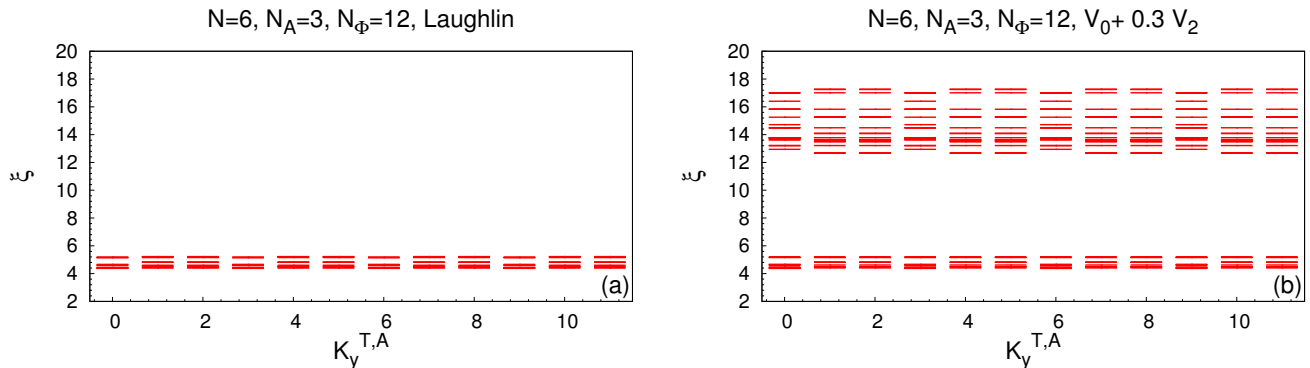 N=6, N_A=3, N_Φ=12, Laughlin
20
18
16
14
12
10
8
6
4
2
ξ
0 2 4 6 8 10
K_y^{T,A}
(a)
N=6, N_A=3, N_Φ=12, V_0+ 0.3 V_2
20
18
16
14
12
10
8
6
4
2
ξ
0 2 4 6 8 10
K_y^{T,A}
(b)